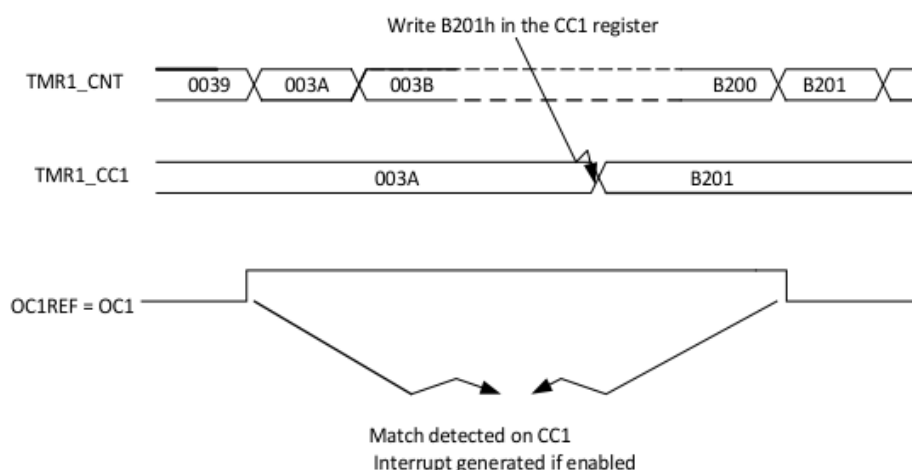 Write B201h in the CC1 register
TMR1_CNT 0039 003A 003B B200 B201
TMR1_CC1 003A B201
OC1REF = OC1
Match detected on CC1
Interrupt generated if enabled